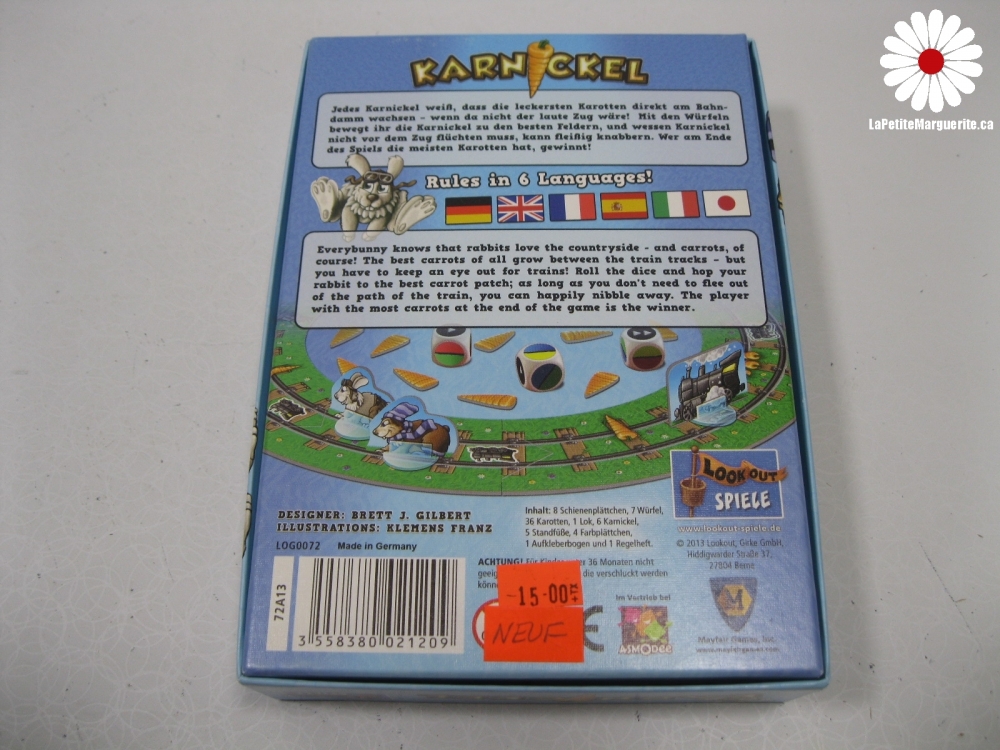 KARNICKEL
LaPetiteMarguerite.ca
Jedes Karnickel weiß, dass die leckersten Karotten direkt am Bahn-
damm wachsen – wenn da nicht der laute Zug wäre! Mit den Würfeln
bewegt ihr die Karnickel zu den besten Feldern, und wessen Karnickel
nicht vor dem Zug flüchten muss, kann fleißig knabbern. Wer am Ende
des Spiels die meisten Karotten hat, gewinnt!
Rules in 6 Languages!
Everybunny knows that rabbits love the countryside - and carrots, of
course! The best carrots of all grow between the train tracks – but
you have to keep an eye out for trains! Roll the dice and hop your
rabbit to the best carrot patch; as long as you don't need to flee out
of the path of the train, you can happily nibble away. The player
with the most carrots at the end of the game is the winner.
LOOKOUT
SPIELE
www.lookout-spiele.de
© 2013 Lookout, Girke GmbH,
Hiddigwarder Straße 37,
27804 Berne
DESIGNER: BRETT J. GILBERT
ILLUSTRATIONS: KLEMENS FRANZ
LOG0072 Made in Germany
Inhalt: 8 Schienenplättchen, 7 Würfel,
36 Karotten, 1 Lok, 6 Karnickel,
5 Standfüße, 4 Farbplättchen,
1 Aufkleberbogen und 1 Regelheft.
ACHTUNG! Für 36 Monaten nicht
die verschluckt werden
72A13
3 558380 021209
-15-00
NEUF
Im Vertrieb bei
ASMODEE
M
Mayfair Games, Inc.
www.mayfairgames.com